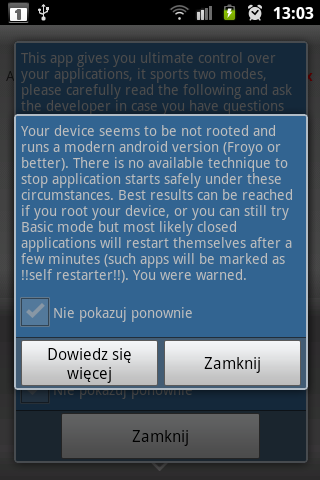 1
13:03
This app gives you ultimate control over
your applications, it sports two modes,
please carefully read the following and ask
the developer in case you have questions
Your device seems to be not rooted and
runs a modern android version (Froyo or
better). There is no available technique to
stop application starts safely under these
circumstances. Best results can be reached
if you root your device, or you can still try
Basic mode but most likely closed
applications will restart themselves after a
few minutes (such apps will be marked as
!!self restarter!!). You were warned.
Nie pokazuj ponownie
Dowiedz się
więcej
Zamknij
Nie pokazuj ponownie
Zamknij